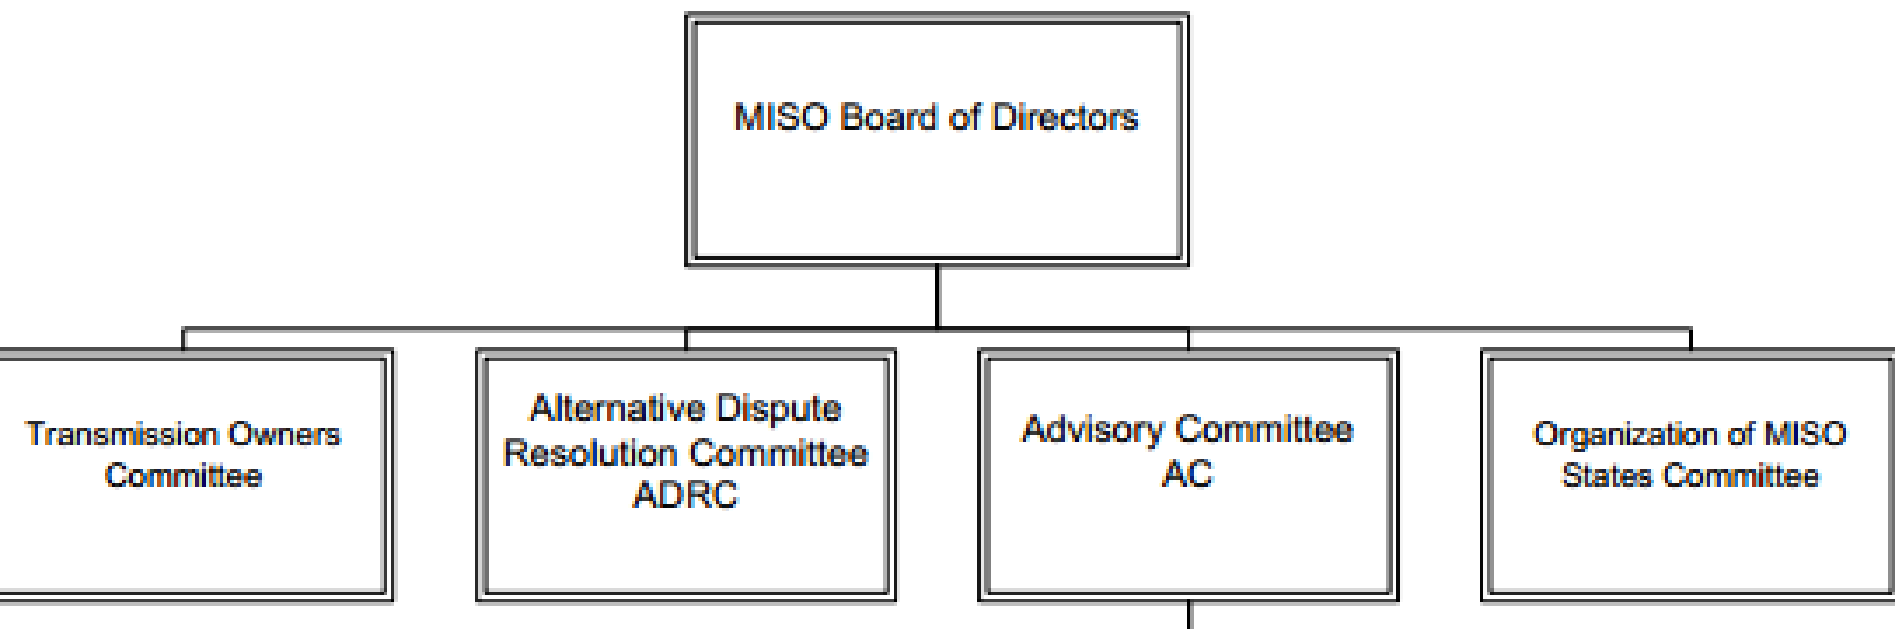 MISO Board of Directors
Transmission Owners
Committee
Alternative Dispute
Resolution Committee
ADRC
Advisory Committee
AC
Organization of MISO
States Committee